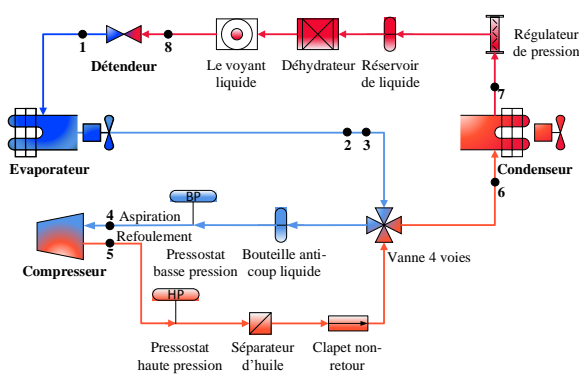 1
8
Détendeur
Le voyant
liquide
Déhydrateur
Réservoir
de liquide
Régulateur
de pression
7
Evaporateur
2
3
Condenseur
6
4
Aspiration
BP
Refoulement
5
Compresseur
Pressostat
basse pression
Bouteille anti-
coup liquide
Vanne 4 voies
HP
Pressostat
haute pression
Séparateur
d’huile
Clapet non-
retour